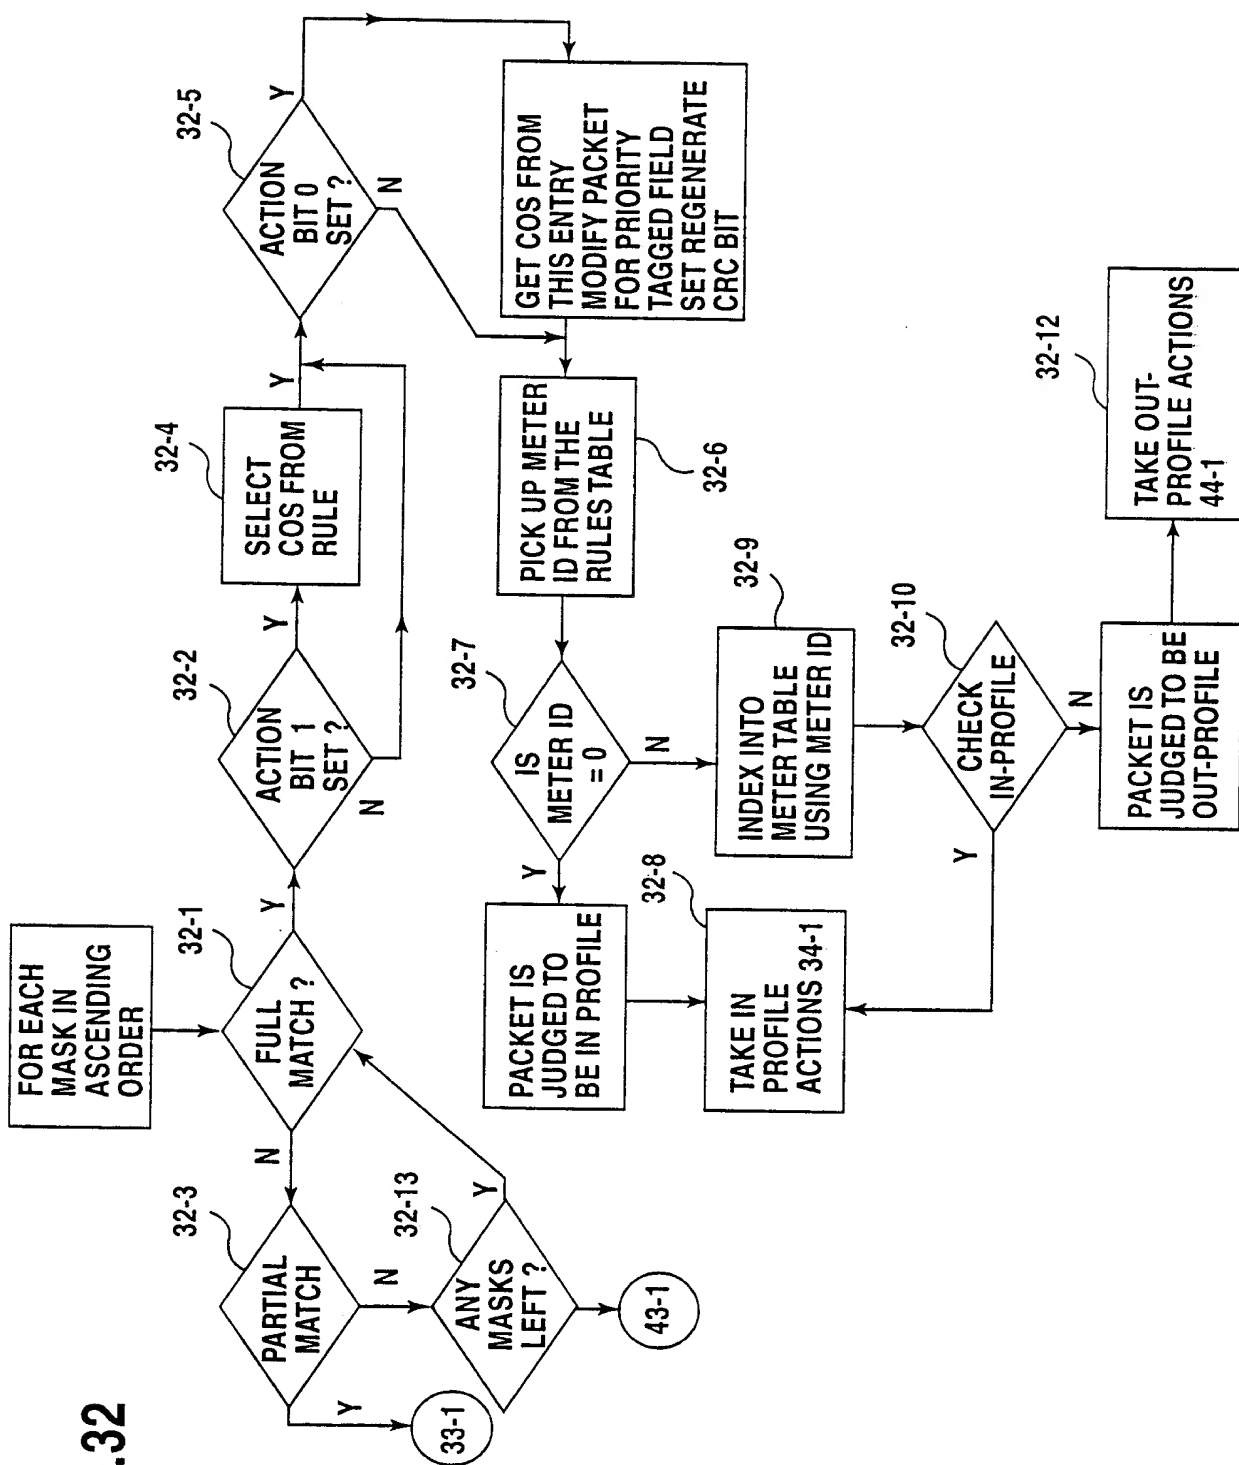 .32
FOR EACH
MASK IN
ASCENDING
ORDER
32-1
FULL
MATCH ?
Y
N
32-2
ACTION
BIT 1
SET ?
Y
N
32-4
SELECT
COS FROM
RULE
Y
32-5
ACTION
BIT 0
SET ?
Y
N
GET COS FROM
THIS ENTRY
MODIFY PACKET
FOR PRIORITY
TAGGED FIELD
SET REGENERATE
CRC BIT
32-3
PARTIAL
MATCH
N
Y
33-1
32-13
ANY
MASKS
LEFT ?
Y
43-1
PICK UP METER
ID FROM THE
RULES TABLE
32-6
32-7
IS
METER ID
= 0
Y
N
PACKET IS
JUDGED TO
BE IN PROFILE
32-8
TAKE IN
PROFILE
ACTIONS 34-1
32-9
INDEX INTO
METER TABLE
USING METER ID
32-10
CHECK
IN-PROFILE
Y
N
PACKET IS
JUDGED TO BE
OUT-PROFILE
32-12
TAKE OUT-
PROFILE ACTIONS
44-1